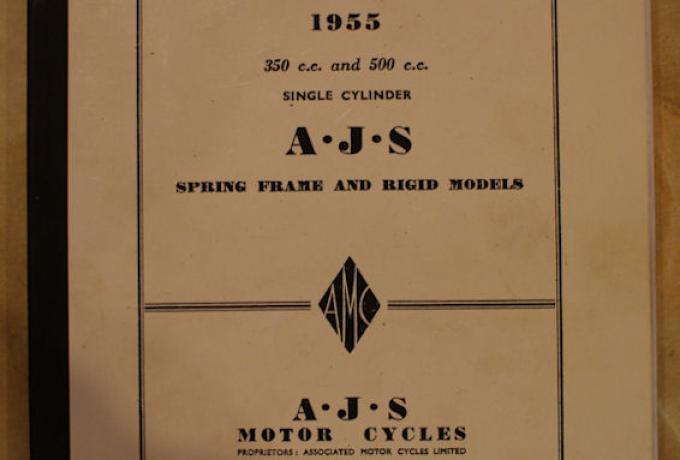 1955
350 c.c. and 500 c.c.
SINGLE CYLINDER
A·J·S
SPRING FRAME AND RIGID MODELS
AMC
A·J·S
MOTOR CYCLES
PROPRIETORS: ASSOCIATED MOTOR CYCLES LIMITED